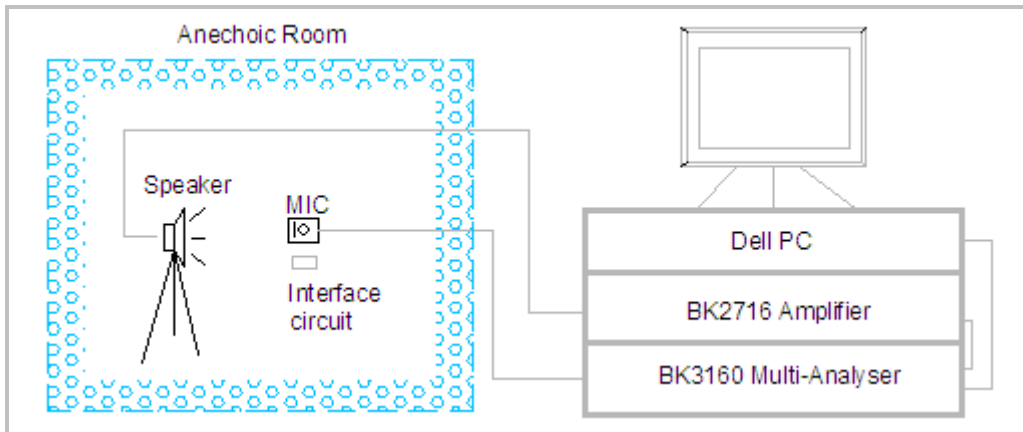 Anechoic Room
Speaker
MIC
Interface
circuit
Dell PC
BK2716 Amplifier
BK3160 Multi-Analyser